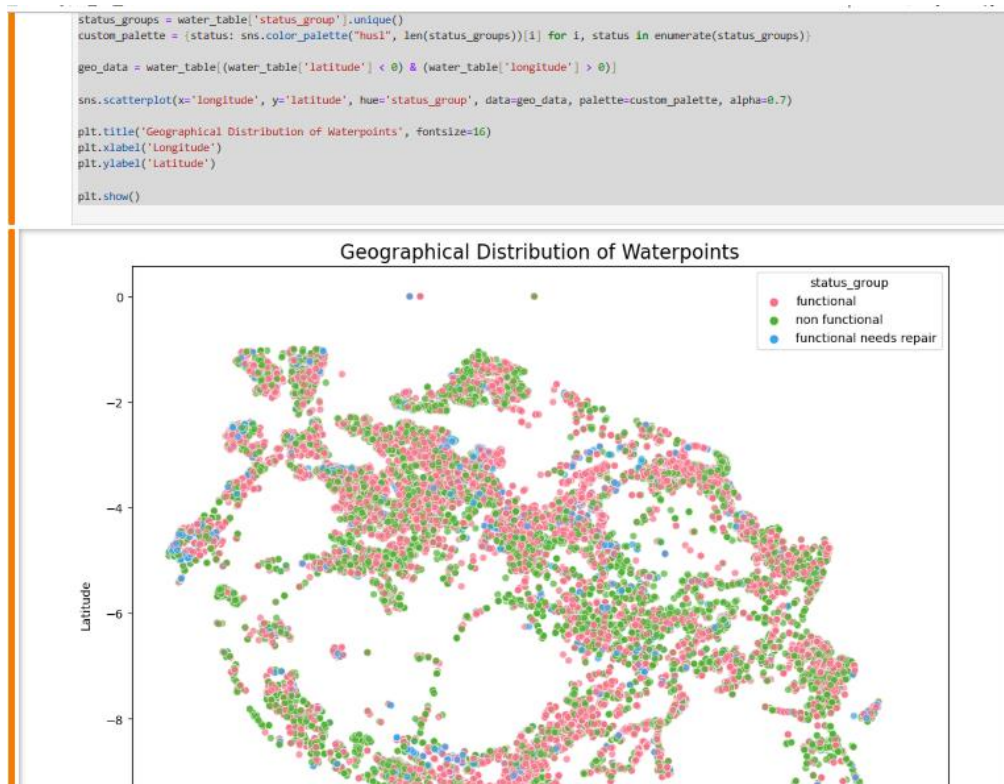 status_groups = water_table['status_group'].unique()
custom_palette = {status: sns.color_palette("husl", len(status_groups))[i] for i, status in enumerate(status_groups)}
geo_data = water_table[(water_table['latitude'] < 0) & (water_table['longitude'] > 0)]
sns.scatterplot(x='longitude', y='latitude', hue='status_group', data=geo_data, palette=custom_palette, alpha=0.7)
plt.title('Geographical Distribution of Waterpoints', fontsize=16)
plt.xlabel('Longitude')
plt.ylabel('Latitude')
plt.show()
Geographical Distribution of Waterpoints
status_group
functional
non functional
functional needs repair
0
−2
−4
−6
−8
Latitude